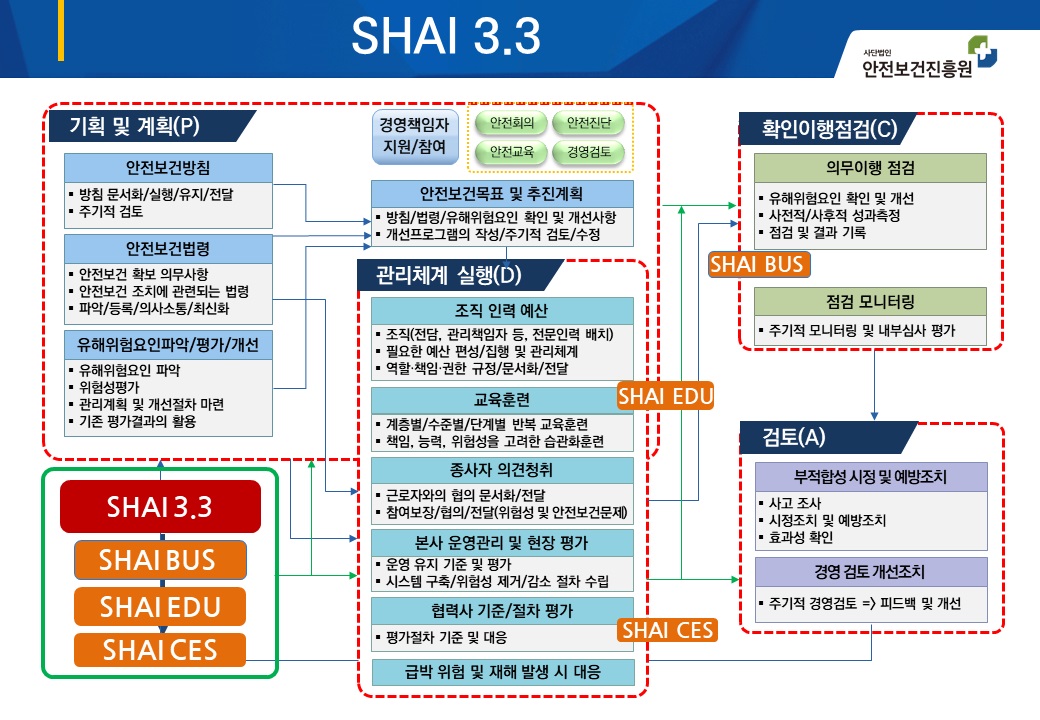 SHAI 3.3
사단법인
안전보건진흥원
기획 및 계획(P)
안전보건방침
▪ 방침 문서화/실행/유지/전달
▪ 주기적 검토
안전보건법령
▪ 안전보건 확보 의무사항
▪ 안전보건 조치에 관련되는 법령
▪ 파악/등록/의사소통/최신화
유해위험요인파악/평가/개선
▪ 유해위험요인 파악
▪ 위험성평가
▪ 관리계획 및 개선절차 마련
▪ 기존 평가결과의 활용
경영책임자
지원/참여
안전회의 안전진단
안전교육 경영검토
안전보건목표 및 추진계획
▪ 방침/법령/유해위험요인 확인 및 개선사항
▪ 개선프로그램의 작성/주기적 검토/수정
관리체계 실행(D)
조직 인력 예산
▪ 조직(전담, 관리책임자 등, 전문인력 배치)
▪ 필요한 예산 편성/집행 및 관리체계
▪ 역할·책임·권한 규정/문서화/전달
교육훈련
▪ 계층별/수준별/단계별 반복 교육훈련
▪ 책임, 능력, 위험성을 고려한 습관화훈련
SHAI EDU
종사자 의견청취
▪ 근로자와의 협의 문서화/전달
▪ 참여보장/협의/전달(위험성 및 안전보건문제)
본사 운영관리 및 현장 평가
▪ 운영 유지 기준 및 평가
▪ 시스템 구축/위험성 제거/감소 절차 수립
협력사 기준/절차 평가
▪ 평가절차 기준 및 대응
SHAI CES
급박 위험 및 재해 발생 시 대응
확인이행점검(C)
의무이행 점검
▪ 유해위험요인 확인 및 개선
▪ 사전적/사후적 성과측정
▪ 점검 및 결과 기록
SHAI BUS
점검 모니터링
▪ 주기적 모니터링 및 내부심사 평가
검토(A)
부적합성 시정 및 예방조치
▪ 사고 조사
▪ 시정조치 및 예방조치
▪ 효과성 확인
경영 검토 개선조치
▪ 주기적 경영검토 => 피드백 및 개선
SHAI 3.3
SHAI BUS
SHAI EDU
SHAI CES